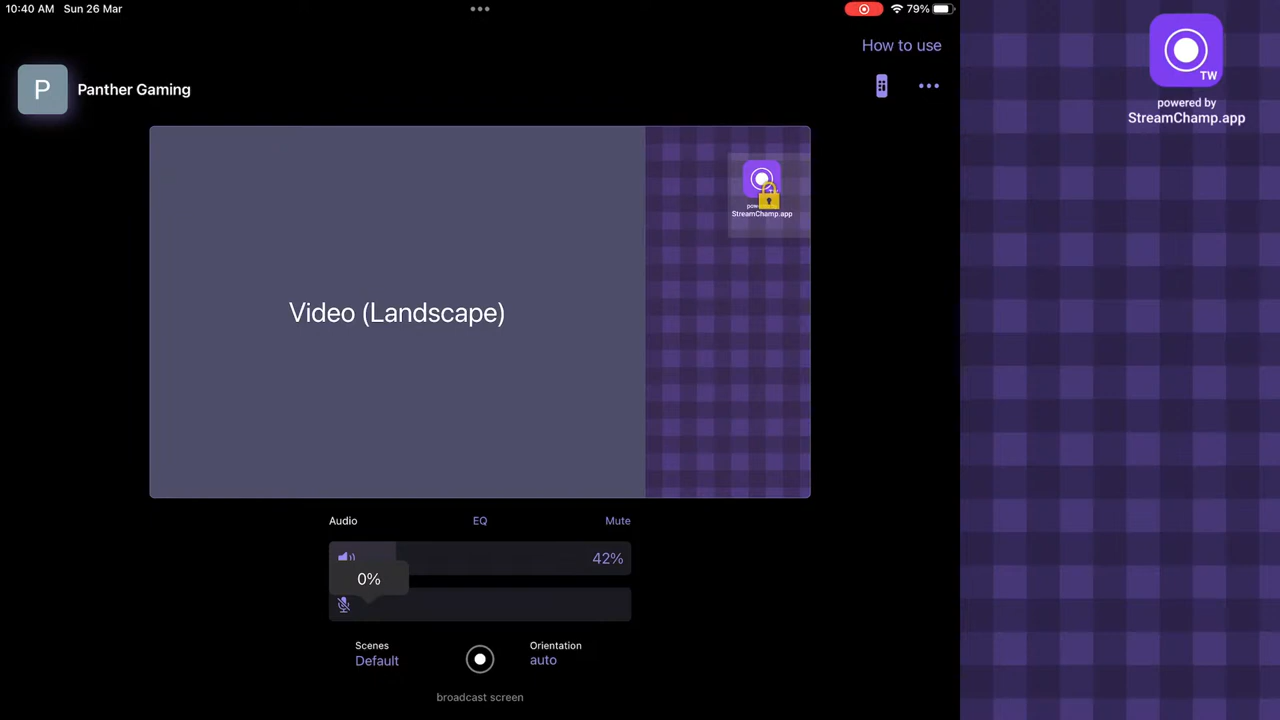 10:40 AM Sun 26 Mar
79%
How to use
P
Panther Gaming
TW
powered by
StreamChamp.app
StreamChamp.app
Video (Landscape)
Audio
EQ
Mute
42%
0%
Scenes
Default
Orientation
auto
broadcast screen